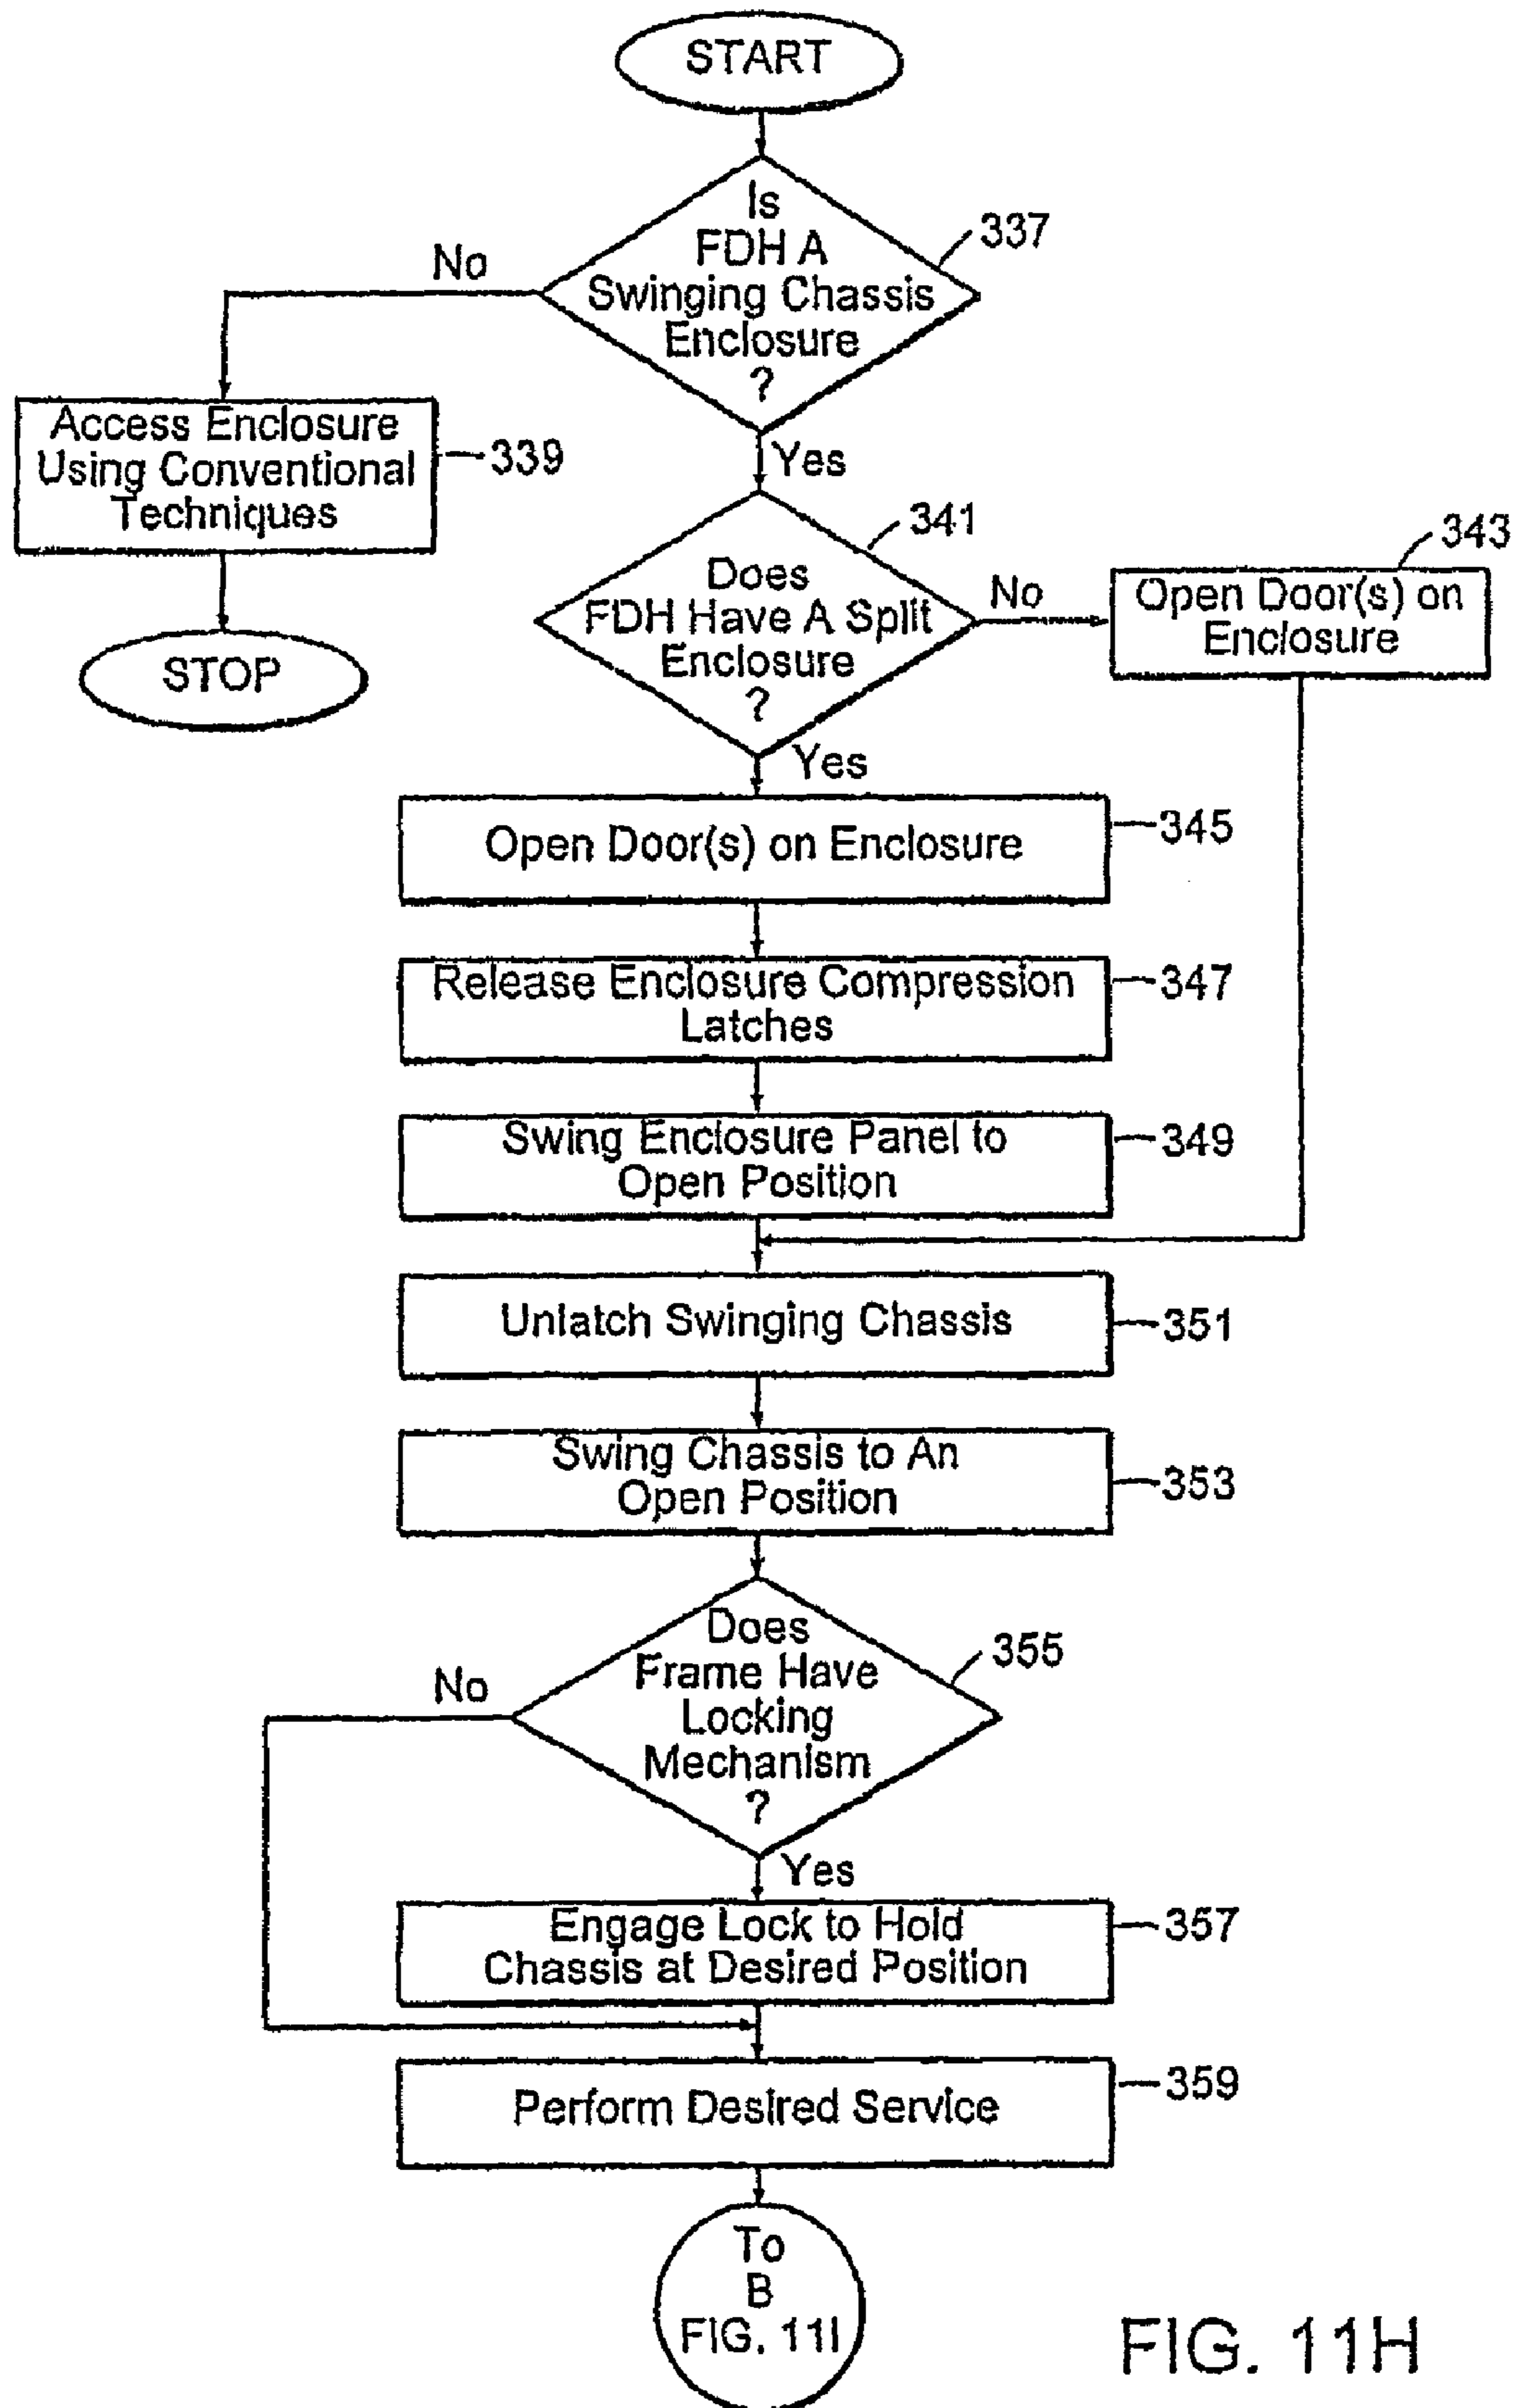 START
Is
FDH A
Swinging Chassis
Enclosure
?
337
No
Yes
Access Enclosure
Using Conventional
Techniques
339
STOP
341
Does
FDH Have A Split
Enclosure
?
No
Yes
343
Open Door(s) on
Enclosure
Open Door(s) on Enclosure
345
Release Enclosure Compression
Latches
347
Swing Enclosure Panel to
Open Position
349
Unlatch Swinging Chassis
351
Swing Chassis to An
Open Position
353
Does
Frame Have
Locking
Mechanism
?
355
No
Yes
Engage Lock to Hold
Chassis at Desired Position
357
Perform Desired Service
359
To
B
FIG. 11I
FIG. 11H